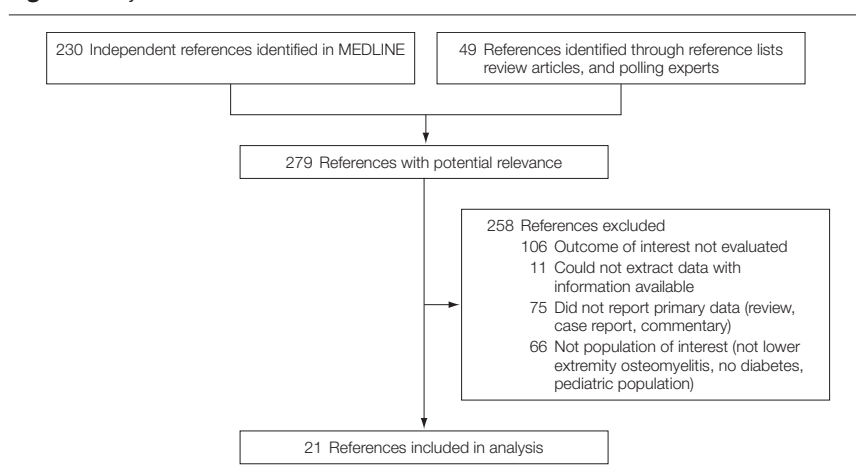 230 Independent references identified in MEDLINE
49 References identified through reference lists
review articles, and polling experts
279 References with potential relevance
258 References excluded
106 Outcome of interest not evaluated
11 Could not extract data with
information available
75 Did not report primary data (review,
case report, commentary)
66 Not population of interest (not lower
extremity osteomyelitis, no diabetes,
pediatric population)
21 References included in analysis